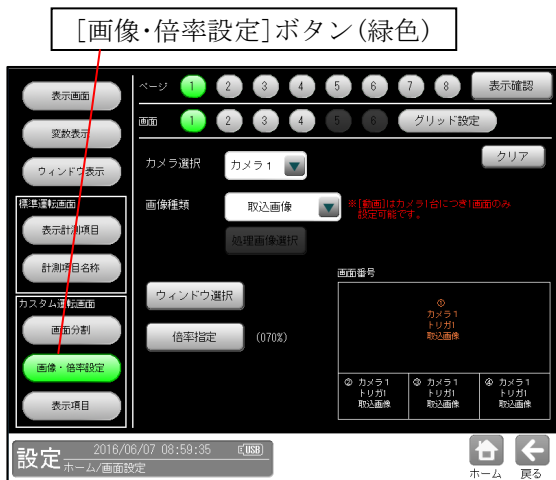 [画像・倍率設定]ボタン(緑色)
表示画面
変数表示
ウィンドウ表示
標準運転画面
表示計測項目
計測項目名称
カスタム運転画面
画面分割
画像・倍率設定
表示項目
ページ 1 2 3 4 5 6 7 8 表示確認
画面 1 2 3 4 5 6 グリッド設定
カメラ選択 カメラ1 クリア
画像種類 取込画像 ※[動画]はカメラ1台につき1画面のみ
設定可能です。
処理画像選択
ウィンドウ選択
倍率指定 (070%)
画面番号
①
カメラ1
トリガ1
取込画像
② カメラ1
トリガ1
取込画像
③ カメラ1
トリガ1
取込画像
④ カメラ1
トリガ1
取込画像
設定 2016/06/07 08:59:35 E(USB)
ホーム/画面設定
ホーム 戻る